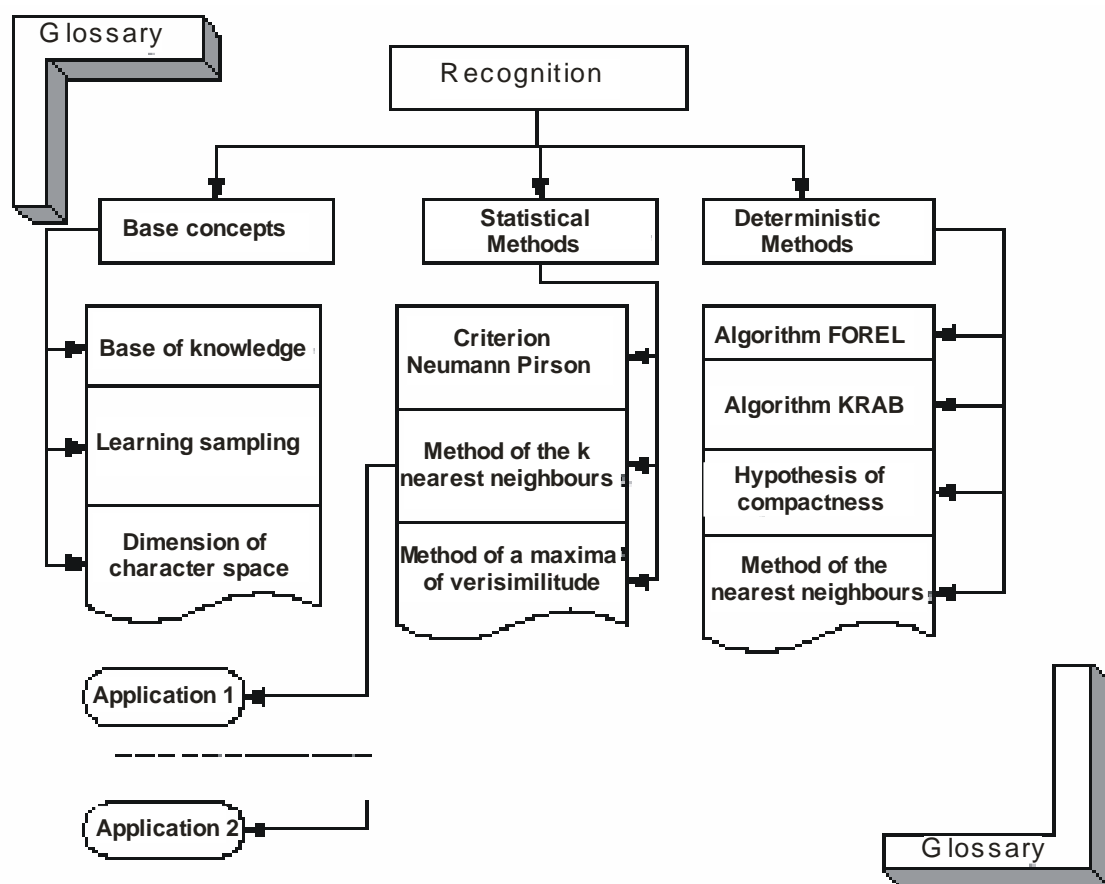 Glossary
Recognition
Base concepts
Statistical
Methods
Deterministic
Methods
Base of knowledge
Learning sampling
Dimension of
character space
Criterion
Neumann Pirson
Method of the k
nearest neighbours
Method of a maxima
of verisimilitude
Algorithm FOREL
Algorithm KRAB
Hypothesis of
compactness
Method of the
nearest neighbours
Application 1
Application 2
Glossary